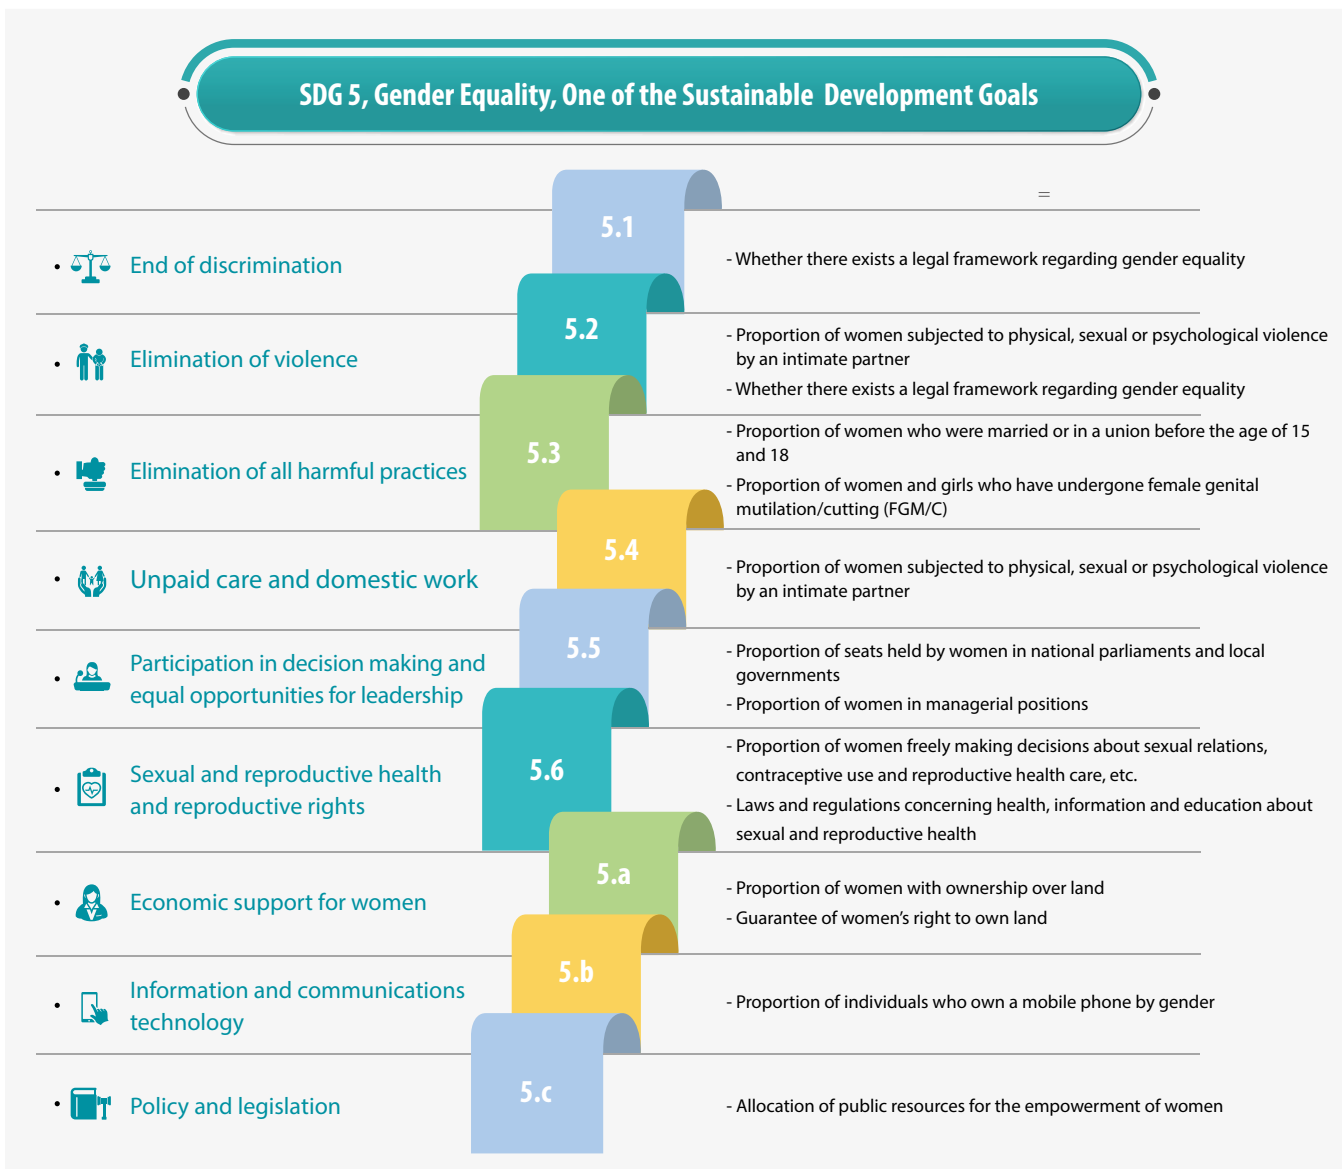 SDG 5, Gender Equality, One of the Sustainable Development Goals
=
5.1
End of discrimination
- Whether there exists a legal framework regarding gender equality
5.2
Elimination of violence
- Proportion of women subjected to physical, sexual or psychological violence
by an intimate partner
- Whether there exists a legal framework regarding gender equality
5.3
Elimination of all harmful practices
- Proportion of women who were married or in a union before the age of 15
and 18
- Proportion of women and girls who have undergone female genital
mutilation/cutting (FGM/C)
5.4
Unpaid care and domestic work
- Proportion of women subjected to physical, sexual or psychological violence
by an intimate partner
5.5
Participation in decision making and
equal opportunities for leadership
- Proportion of seats held by women in national parliaments and local
governments
- Proportion of women in managerial positions
5.6
Sexual and reproductive health
and reproductive rights
- Proportion of women freely making decisions about sexual relations,
contraceptive use and reproductive health care, etc.
- Laws and regulations concerning health, information and education about
sexual and reproductive health
5.a
Economic support for women
- Proportion of women with ownership over land
- Guarantee of women’s right to own land
5.b
Information and communications
technology
- Proportion of individuals who own a mobile phone by gender
5.c
Policy and legislation
- Allocation of public resources for the empowerment of women